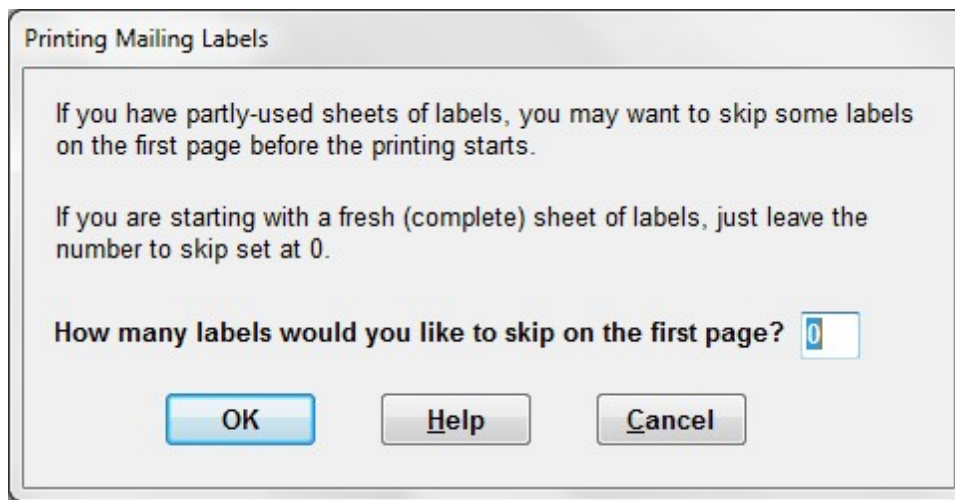 Printing Mailing Labels
If you have partly-used sheets of labels, you may want to skip some labels
on the first page before the printing starts.
If you are starting with a fresh (complete) sheet of labels, just leave the
number to skip set at 0.
How many labels would you like to skip on the first page? 0
OK Help Cancel